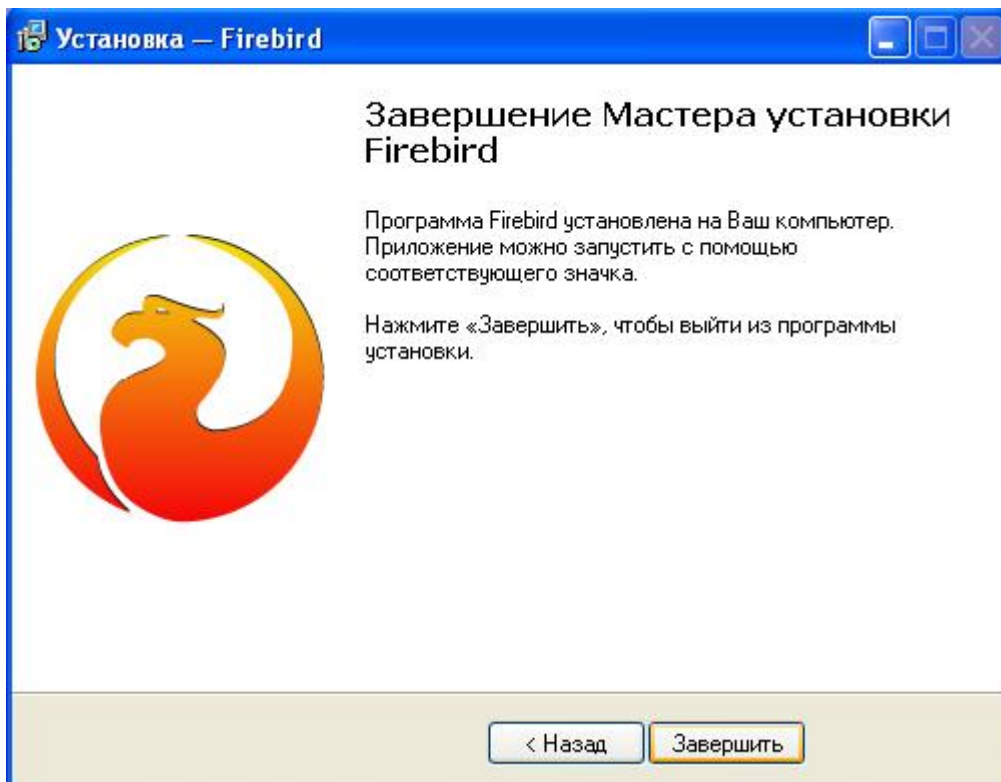 Установка — Firebird
Завершение Мастера установки
Firebird
Программа Firebird установлена на Ваш компьютер.
Приложение можно запустить с помощью
соответствующего значка.
Нажмите «Завершить», чтобы выйти из программы
установки.
< Назад
Завершить